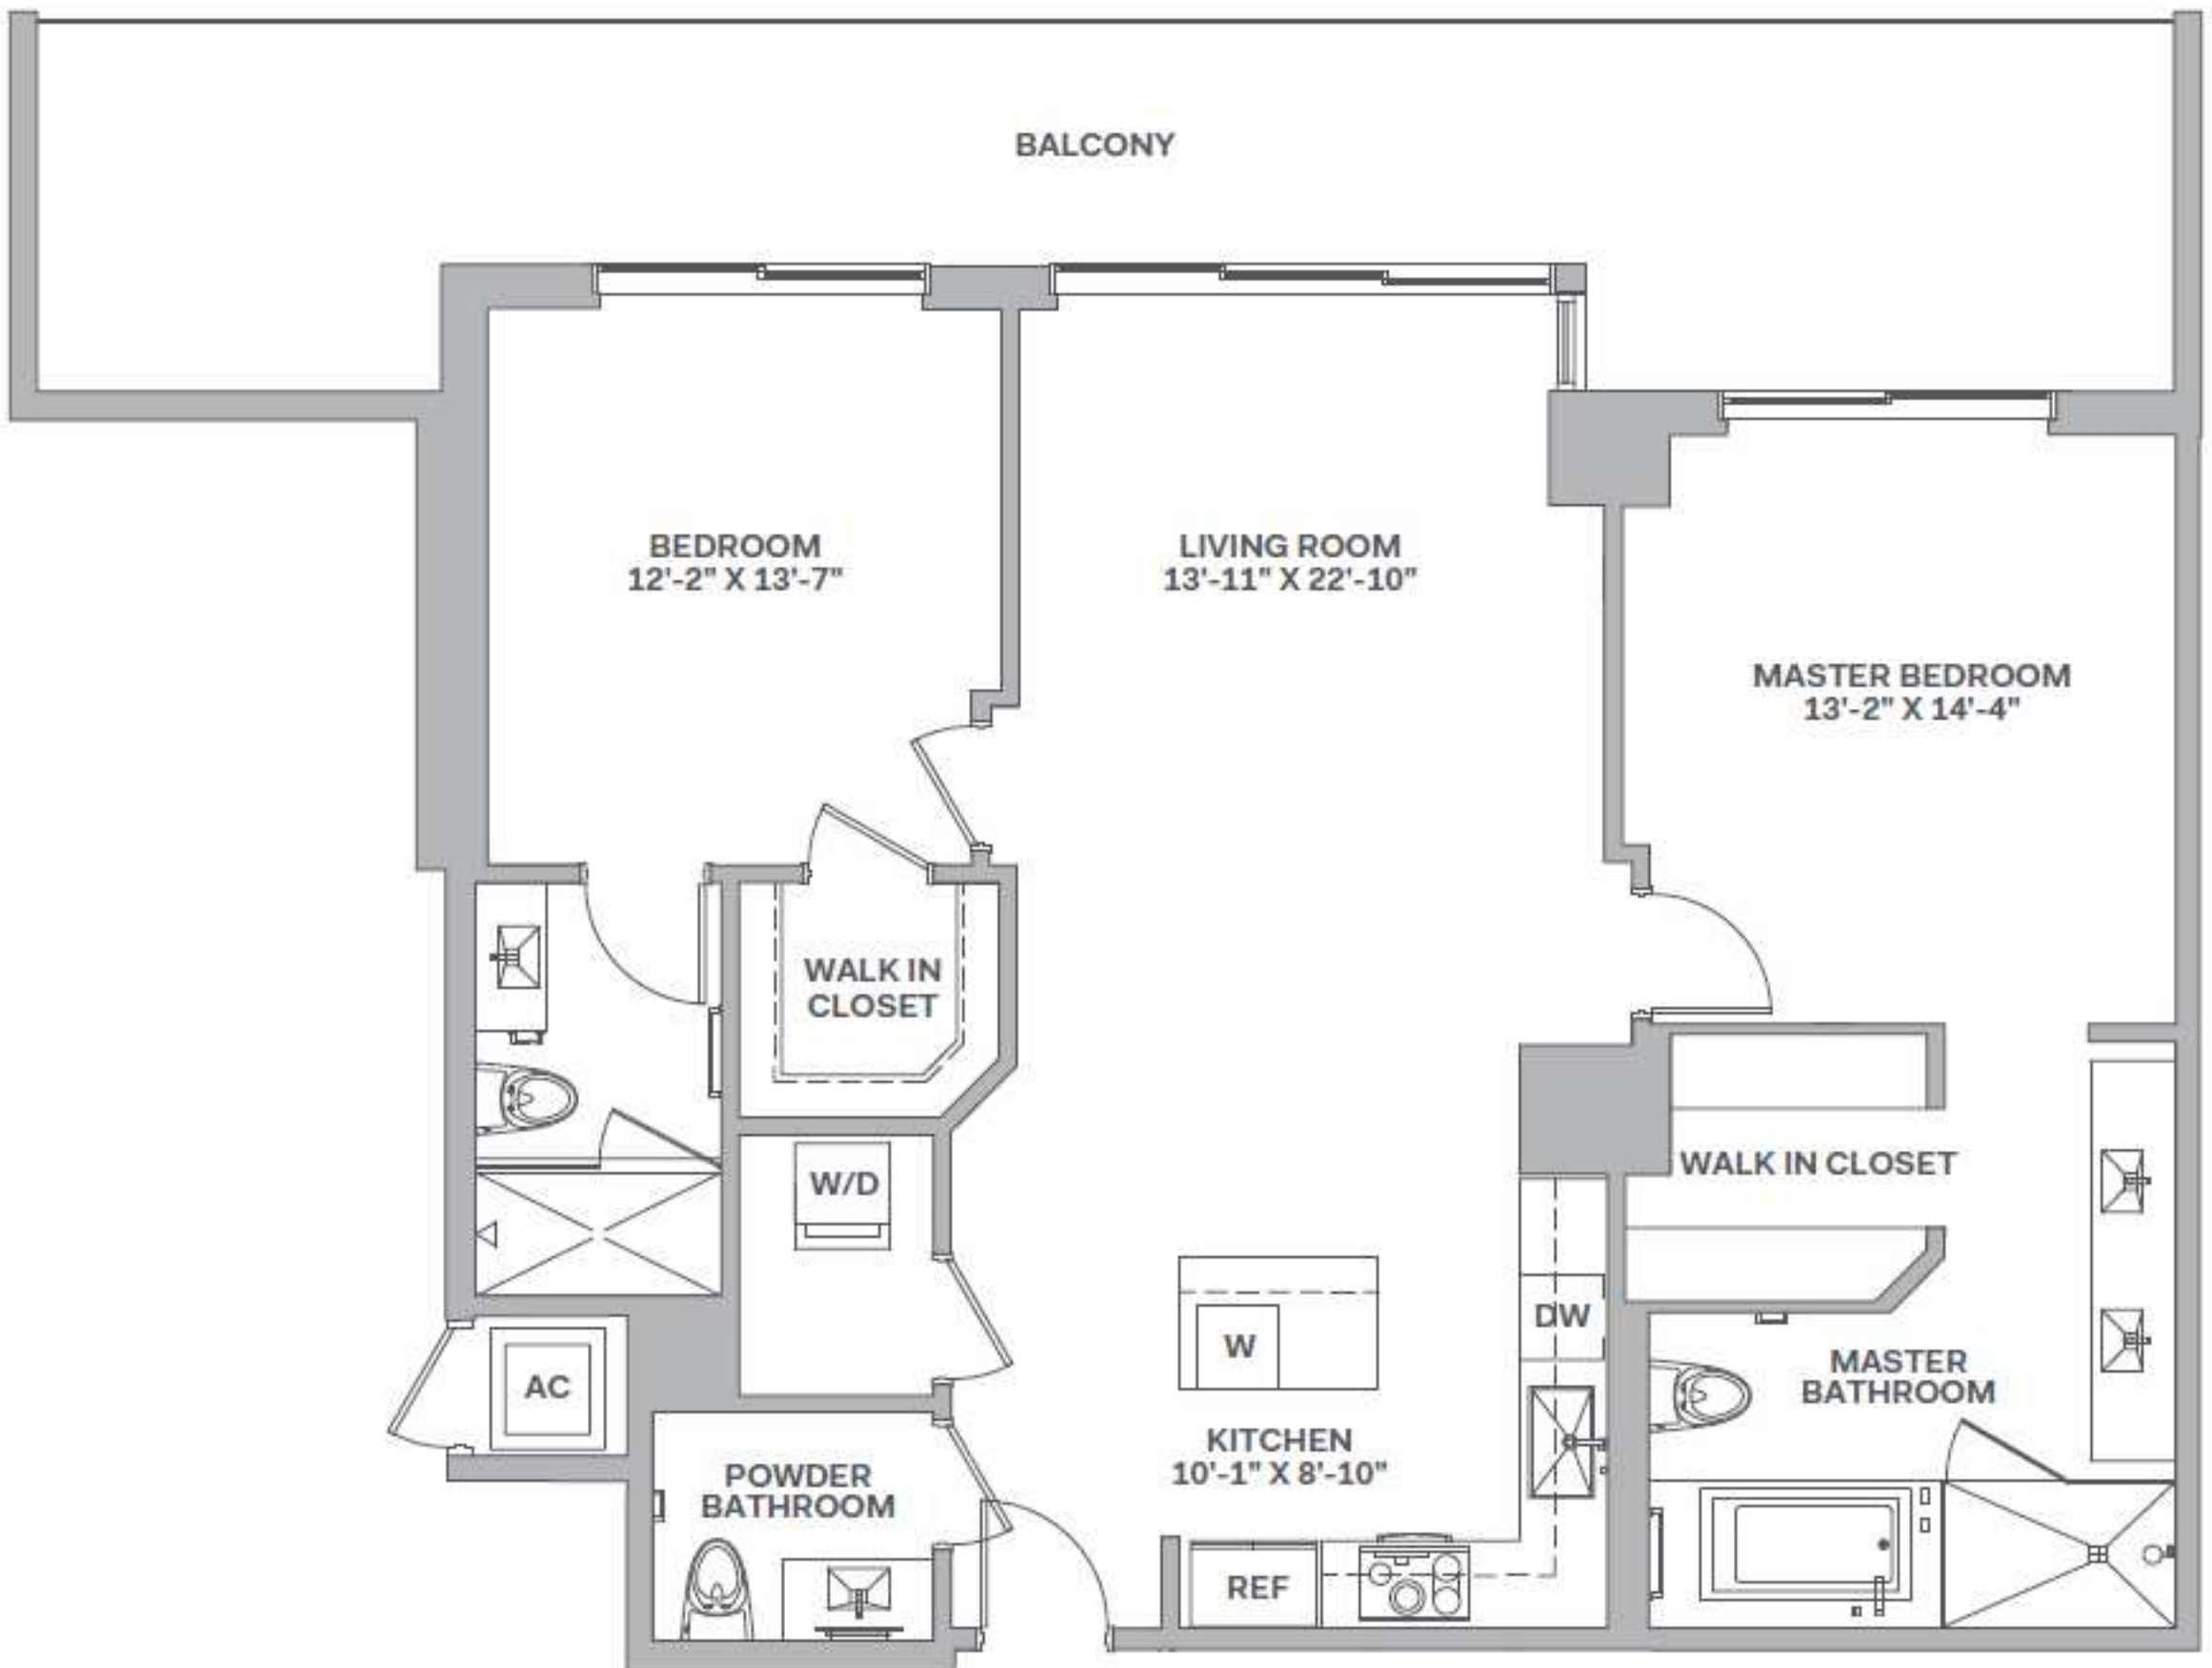 BALCONY
BEDROOM
12'-2" X 13'-7"
LIVING ROOM
13'-11" X 22'-10"
MASTER BEDROOM
13'-2" X 14'-4"
WALK IN
CLOSET
WALK IN CLOSET
W/D
DW
W
AC
MASTER
BATHROOM
KITCHEN
10'-1" X 8'-10"
POWDER
BATHROOM
REF